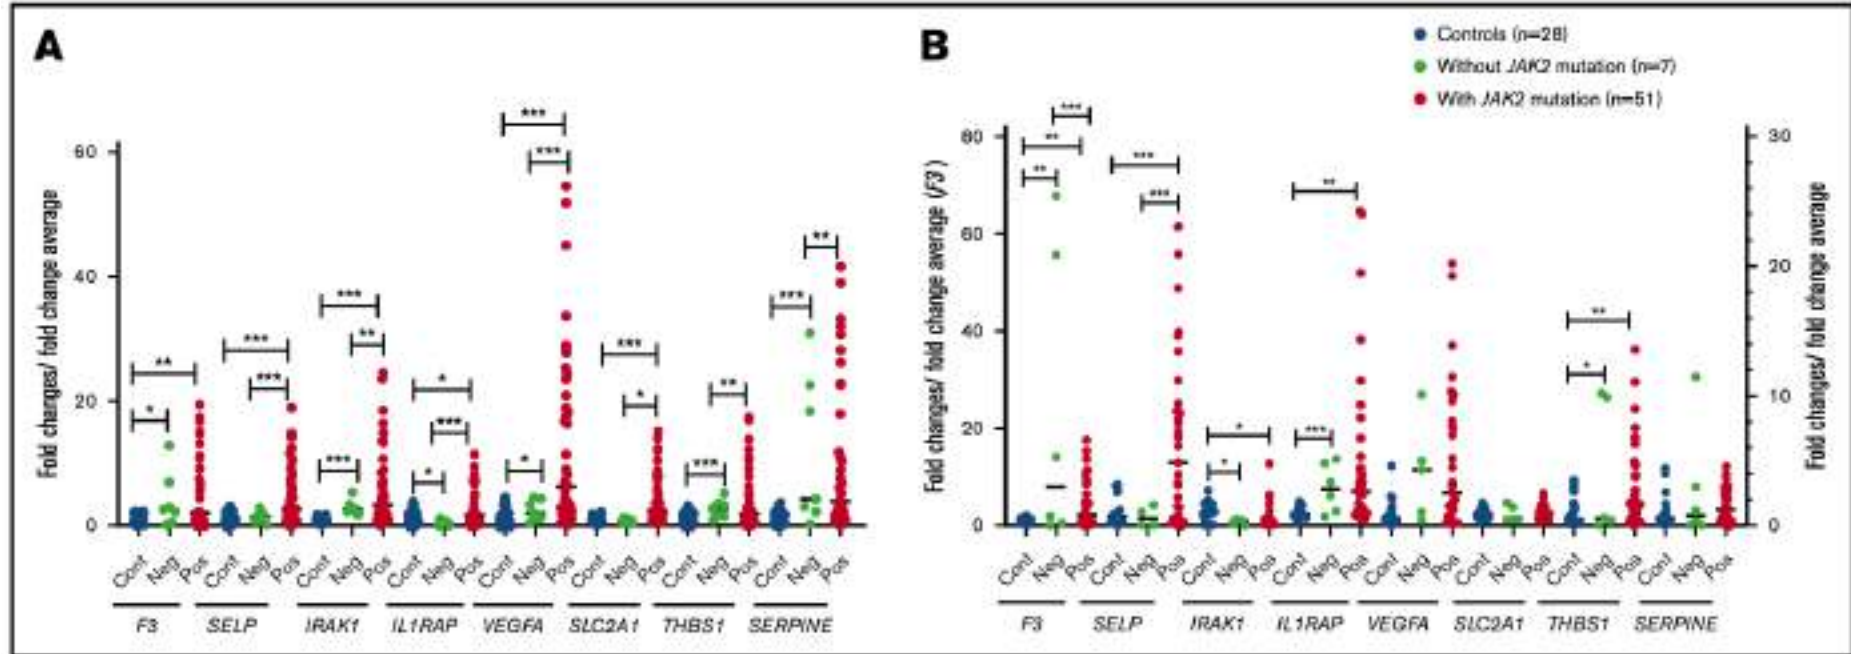 A
Fold changes/ fold change average
60
40
20
0
** * *** *** *** ** *** * *** * *** *** * *** * ** *** ** ***
Cont Neg Pos Cont Neg Pos Cont Neg Pos Cont Neg Pos Cont Neg Pos Cont Neg Pos Cont Neg Pos Cont Neg Pos
F3 SELP IRAK1 IL1RAP VEGFA SLC2A1 THBS1 SERPINE
B
Controls (n=28)
Without JAK2 mutation (n=7)
With JAK2 mutation (n=51)
Fold changes/ fold change average (F3)
80
60
40
20
0
*** ** ** *** *** * * ** *** ** *
30
20
10
0
Fold changes/ fold change average
Cont Neg Pos Cont Neg Pos Cont Neg Pos Cont Neg Pos Cont Neg Pos Cont Neg Pos Cont Neg Pos Cont Neg Pos
F3 SELP IRAK1 IL1RAP VEGFA SLC2A1 THBS1 SERPINE